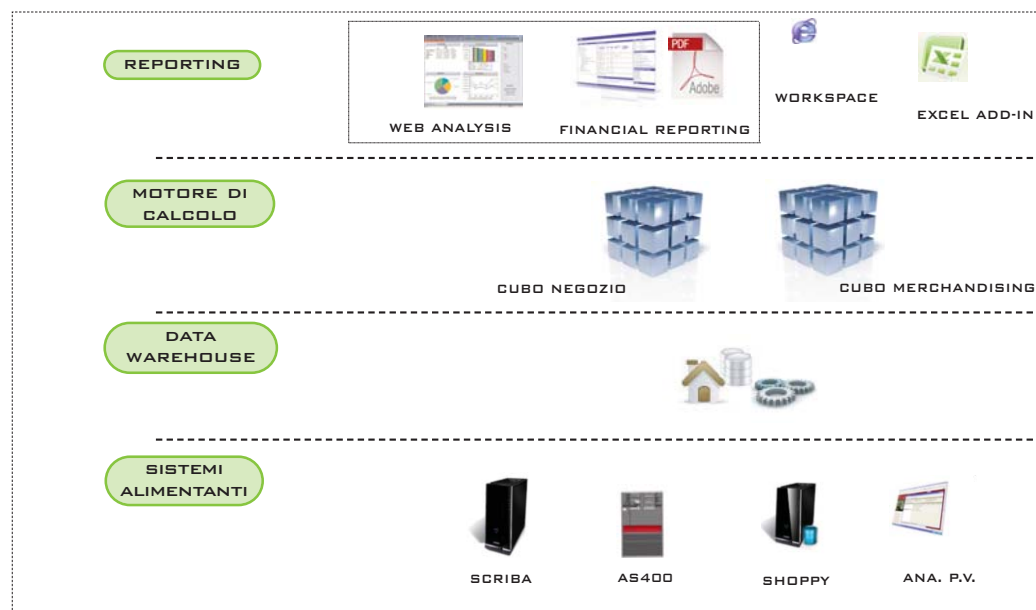 REPORTING
PDF
Adobe
WEB ANALYSIS
FINANCIAL REPORTING
WORKSPACE
EXCEL ADD-IN
MOTORE DI
CALCOLO
CUBO NEGOZIO
CUBO MERCHANDISING
DATA
WAREHOUSE
SISTEMI
ALIMENTANTI
SCRIBA
AS400
SHOPPY
ANA. P.V.